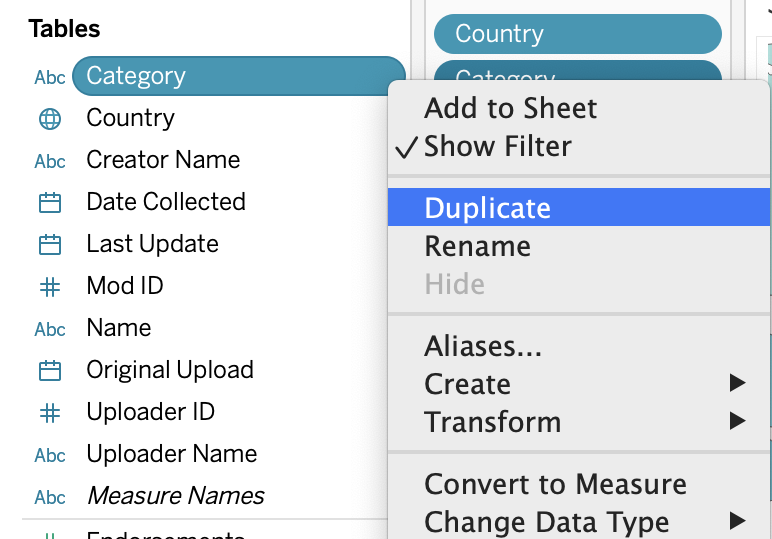 Tables
Abc Category
Country
Abc Creator Name
Date Collected
Last Update
Mod ID
Abc Name
Original Upload
Uploader ID
Abc Uploader Name
Abc Measure Names
Endorsements
Country
Category
Add to Sheet
Show Filter
Duplicate
Rename
Hide
Aliases...
Create
Transform
Convert to Measure
Change Data Type